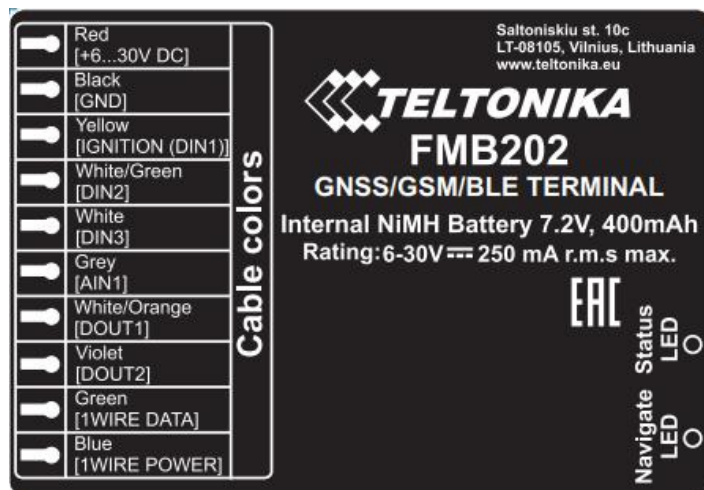 Red
[+6...30V DC]
Black
[GND]
Yellow
[IGNITION (DIN1)]
White/Green
[DIN2]
White
[DIN3]
Grey
[AIN1]
White/Orange
[DOUT1]
Violet
[DOUT2]
Green
[1WIRE DATA]
Blue
[1WIRE POWER]
Cable colors
Saltoniskiu st. 10c
LT-08105, Vilnius, Lithuania
www.teltonika.eu
TELTONIKA
FMB202
GNSS/GSM/BLE TERMINAL
Internal NiMH Battery 7.2V, 400mAh
Rating:6-30V⎓250 mA r.m.s max.
EAC
Status
LED
Navigate
LED